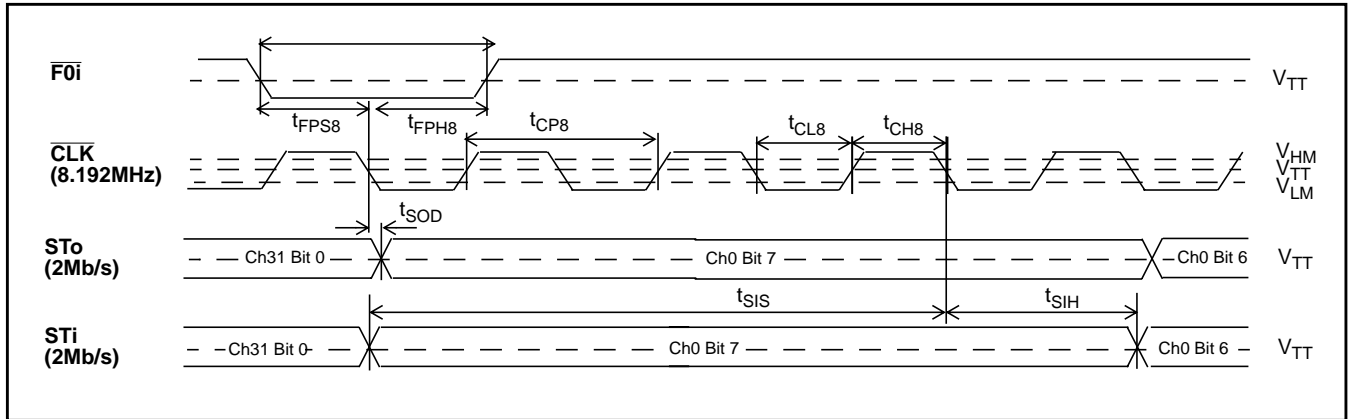 F0i
VTT
tFPS8
tFPH8
tCP8
tCL8
tCH8
CLK
(8.192MHz)
VHM
VTT
VLM
tSOD
STo
(2Mb/s)
Ch31 Bit 0
Ch0 Bit 7
Ch0 Bit 6
VTT
tSIS
tSIH
STi
(2Mb/s)
Ch31 Bit 0
Ch0 Bit 7
Ch0 Bit 6
VTT